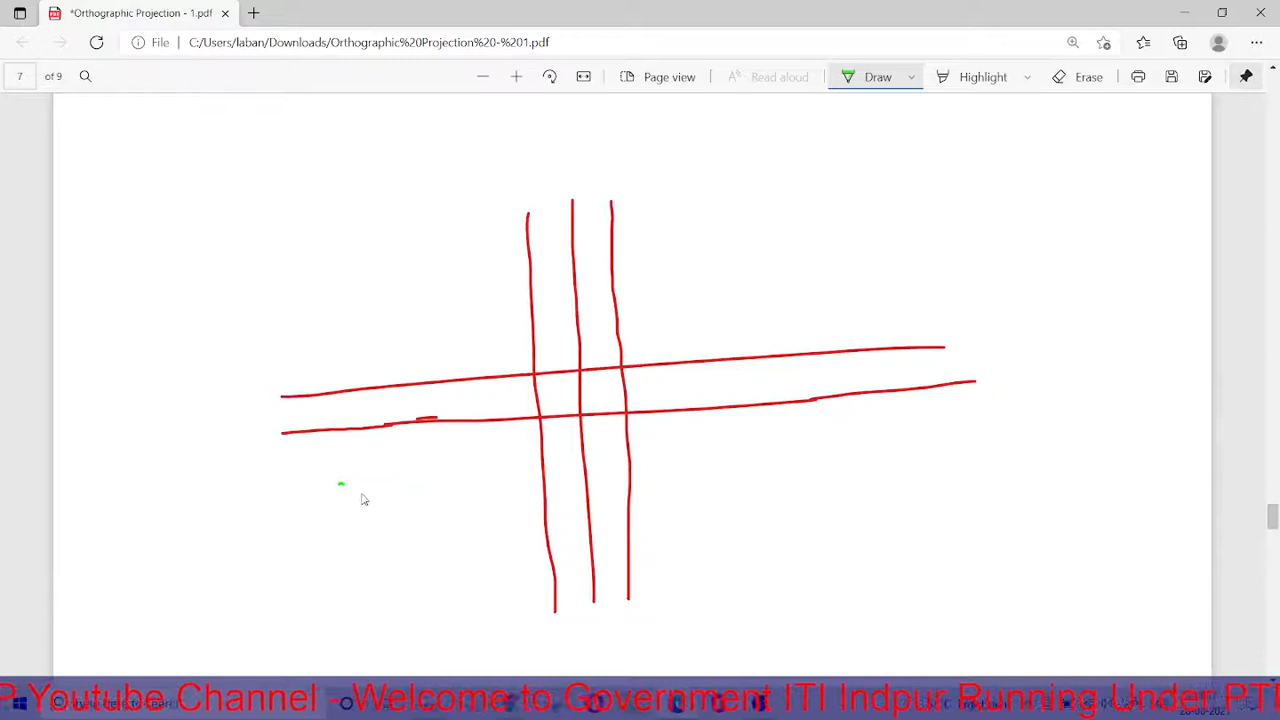 *Orthographic Projection - 1.pdf
File C:/Users/laban/Downloads/Orthographic%20Projection%20-%201.pdf
7 of 9 Page view Read aloud Draw Highlight Erase
P Youtube Channel - Welcome to Government ITI Indpur Running Under PT